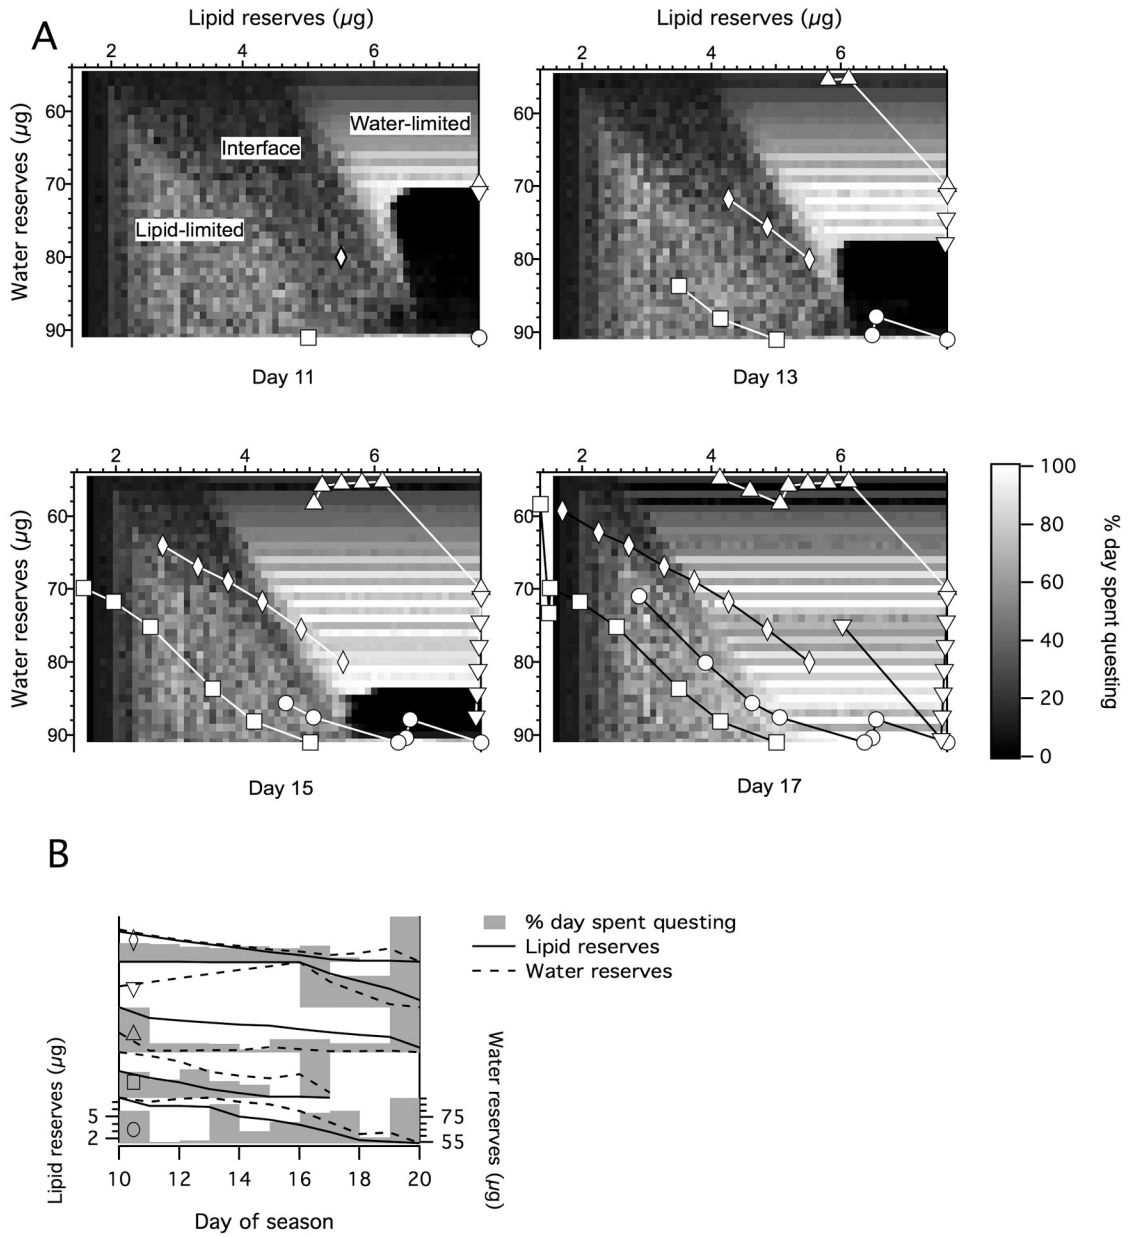 A
Lipid reserves (µg)
Lipid reserves (µg)
2 4 6
2 4 6
Water reserves (µg)
60
70
80
90
Water-limited
Interface
Lipid-limited
60
70
80
90
Day 11
Day 13
2 4 6
2 4 6
Water reserves (µg)
60
70
80
90
60
70
80
90
Day 15
Day 17
100
80
60
40
20
0
% day spent questing
B
% day spent questing
Lipid reserves
Water reserves
Lipid reserves (µg)
5
2
75
55
Water reserves (µg)
10 12 14 16 18 20
Day of season